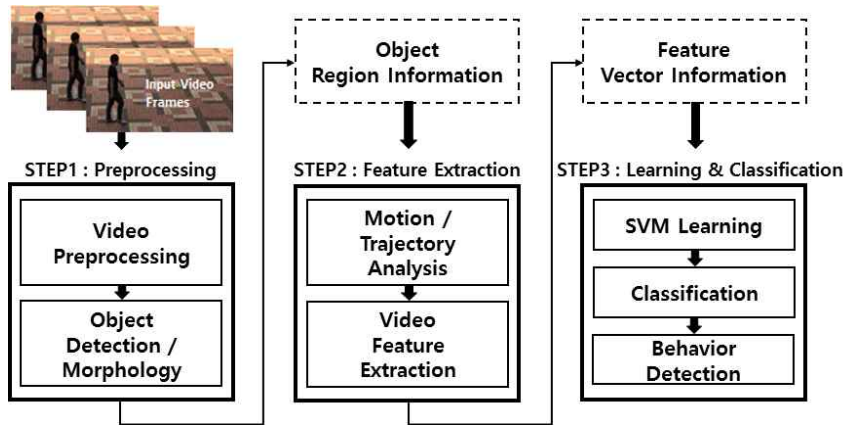 Input Video
Frames
STEP1 : Preprocessing
Video
Preprocessing
Object
Detection /
Morphology
Object
Region Information
STEP2 : Feature Extraction
Motion /
Trajectory
Analysis
Video
Feature
Extraction
Feature
Vector Information
STEP3 : Learning & Classification
SVM Learning
Classification
Behavior
Detection